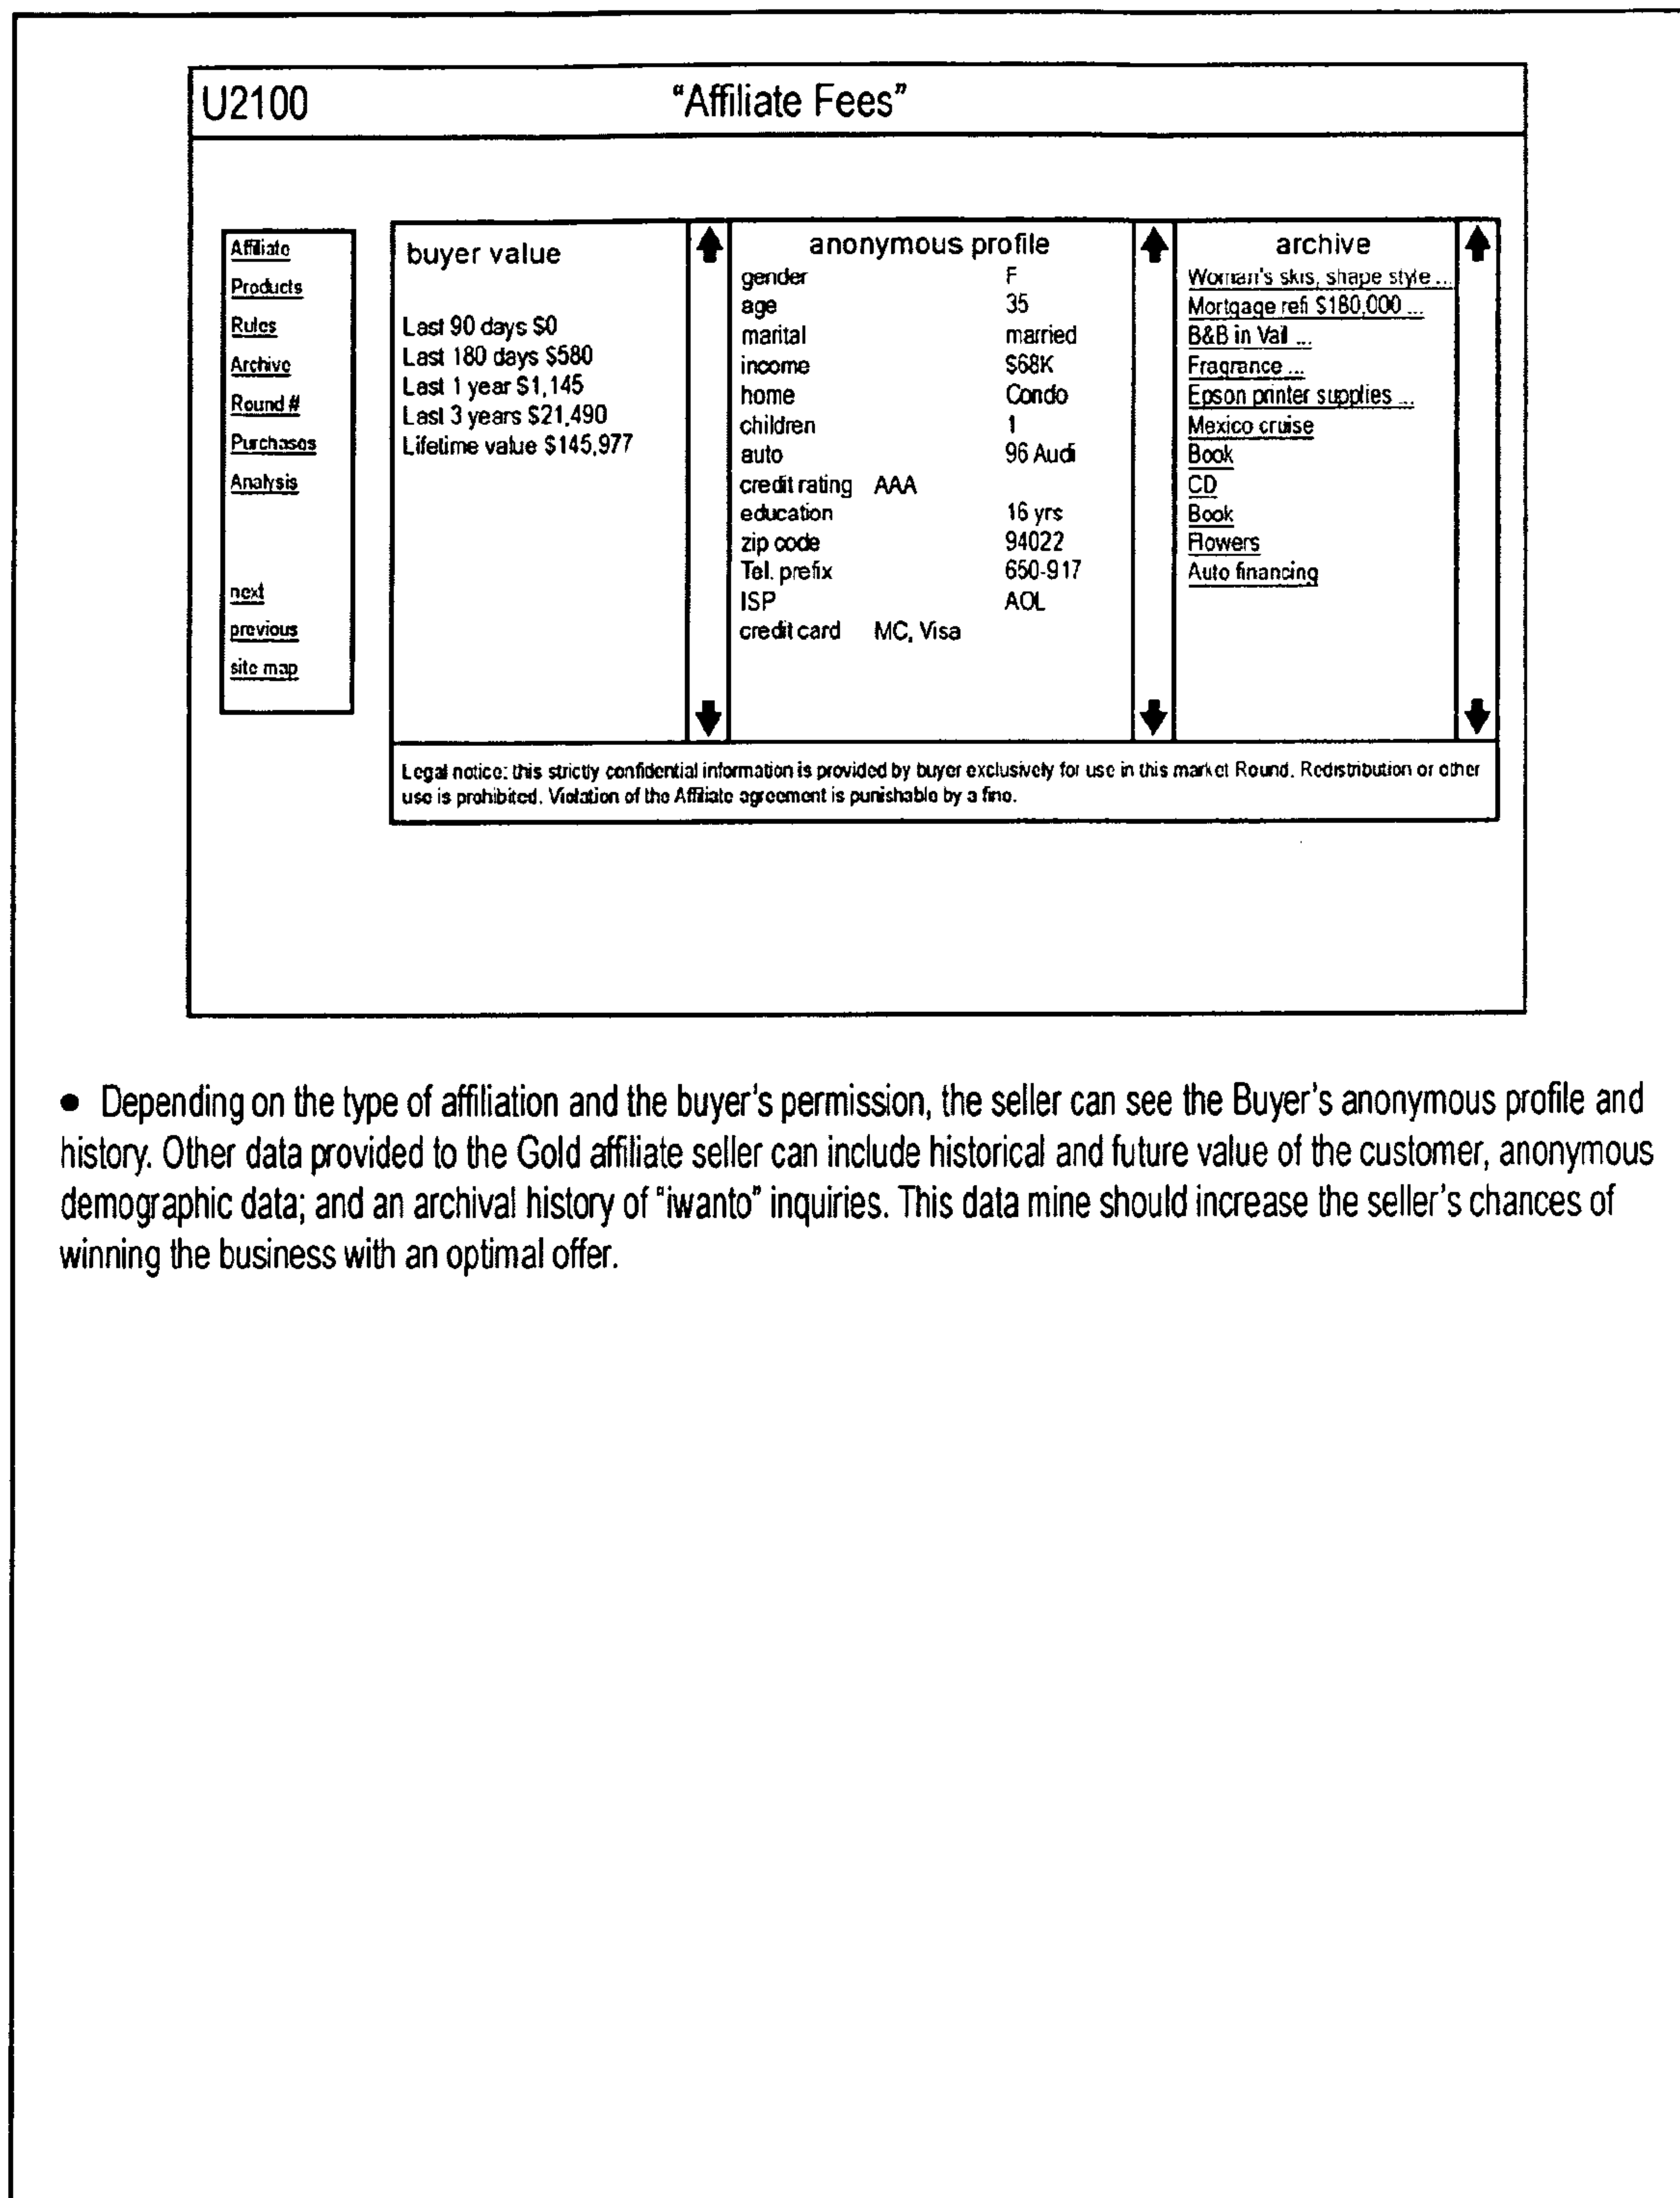 U2100
"Affiliate Fees"
Affiliate
Products
Rules
Archive
Round #
Purchases
Analysis
next
previous
site map
buyer value
Last 90 days $0
Last 180 days $580
Last 1 year $1,145
Last 3 years $21,490
Lifetime value $145,977
anonymous profile
gender F
age 35
marital married
income $68K
home Condo
children 1
auto 96 Audi
credit rating AAA
education 16 yrs
zip code 94022
Tel. prefix 650-917
ISP AOL
credit card MC, Visa
archive
Woman's skis, shape style ...
Mortgage refi $180,000 ...
B&B in Vail ...
Fragrance ...
Epson printer supplies ...
Mexico cruise
Book
CD
Book
Flowers
Auto financing
Legal notice: this strictly confidential information is provided by buyer exclusively for use in this market Round. Redistribution or other
use is prohibited. Violation of the Affiliate agreement is punishable by a fine.
• Depending on the type of affiliation and the buyer's permission, the seller can see the Buyer's anonymous profile and
history. Other data provided to the Gold affiliate seller can include historical and future value of the customer, anonymous
demographic data; and an archival history of "iwanto" inquiries. This data mine should increase the seller's chances of
winning the business with an optimal offer.